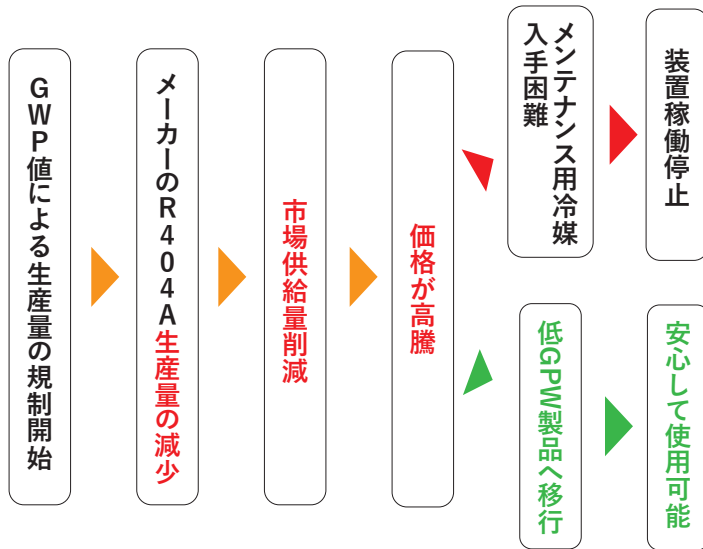 GWP値による生産量の規制開始
メーカーのR404A生産量の減少
市場供給量削減
価格が高騰
メンテナンス用冷媒
入手困難
装置稼働停止
低GPW製品へ移行
安心して使用可能